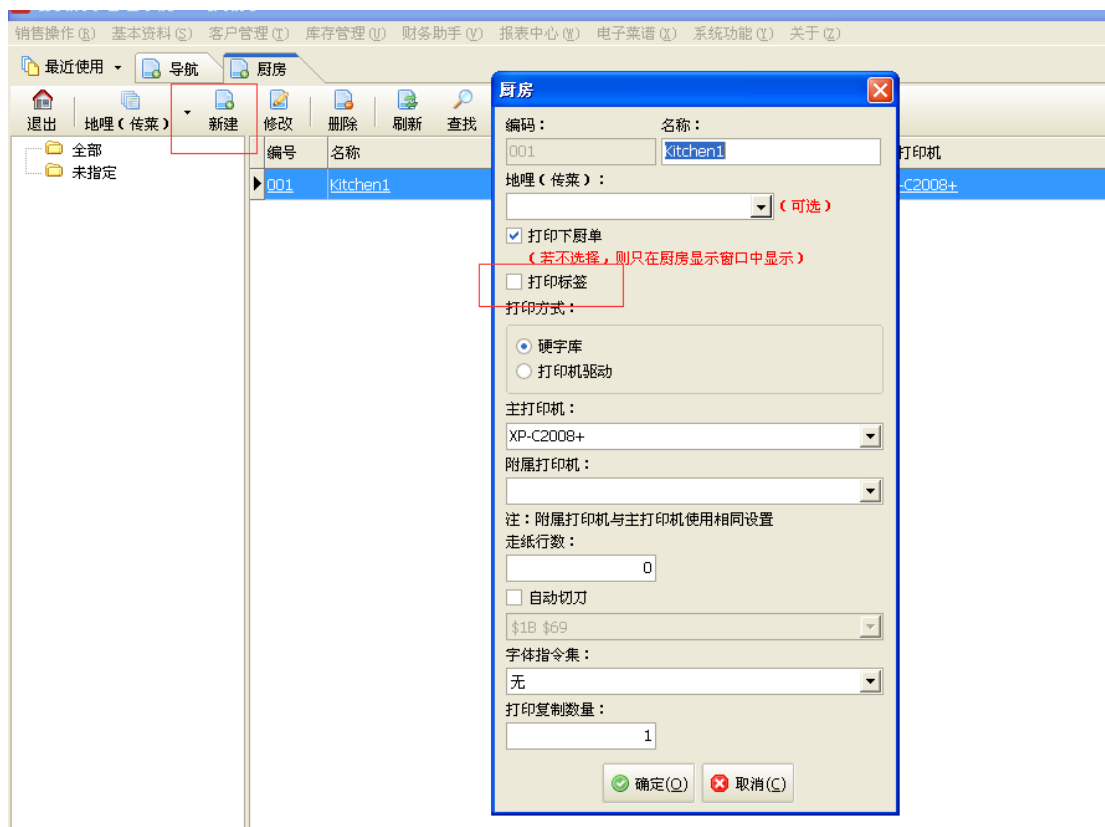 销售操作(R) 基本资料(S) 客户管理(T) 库存管理(U) 财务助手(V) 报表中心(W) 电子菜谱(X) 系统功能(Y) 关于(Z)
最近使用 导航 厨房
退出 地哩(传菜) 新建 修改 删除 刷新 查找
全部
未指定
编号 名称 打印机
001 Kitchen1 -C2008+
厨房
编码: 名称:
001 Kitchen1
地哩(传菜):
(可选)
打印下厨单
(若不选择,则只在厨房显示窗口中显示)
打印标签
打印方式:
硬字库
打印机驱动
主打印机:
XP-C2008+
附属打印机:
注:附属打印机与主打印机使用相同设置
走纸行数:
0
自动切刀
$1B $69
字体指令集:
无
打印复制数量:
1
确定(O) 取消(C)